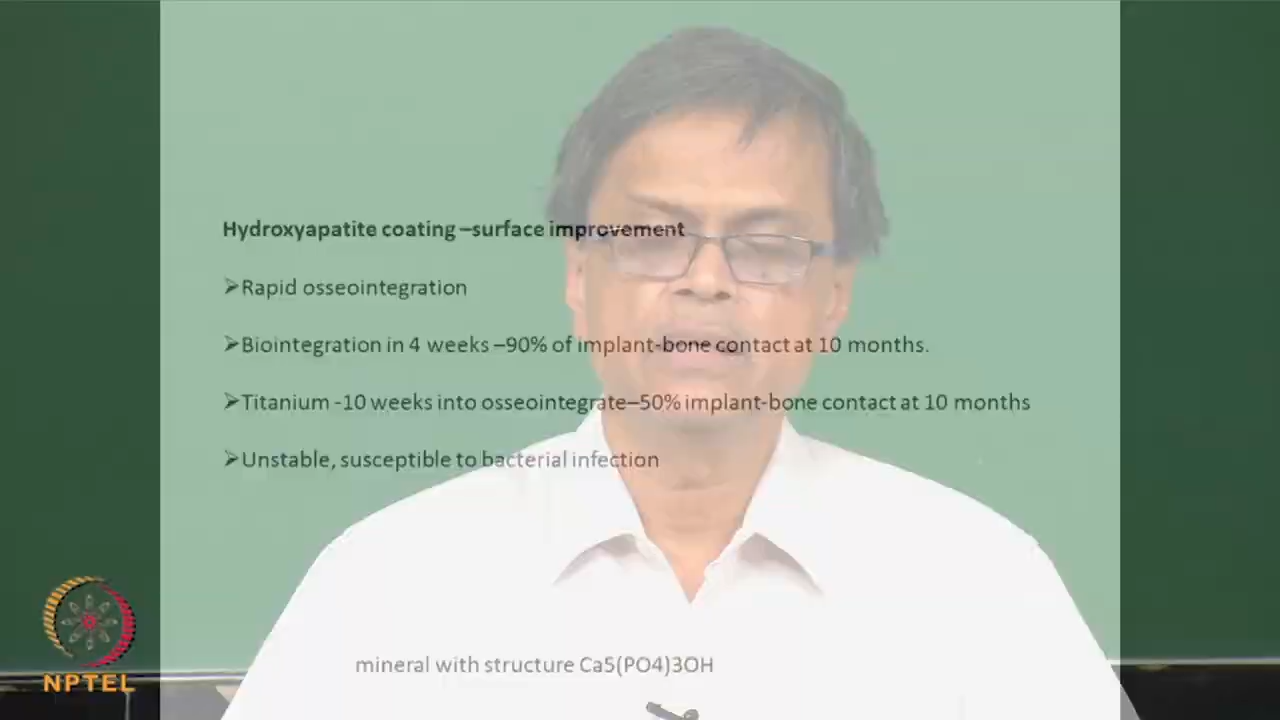 Hydroxyapatite coating –surface improvement
➢Rapid osseointegration
➢Biointegration in 4 weeks –90% of implant-bone contact at 10 months.
➢Titanium -10 weeks into osseointegrate–50% implant-bone contact at 10 months
➢Unstable, susceptible to bacterial infection
mineral with structure Ca5(PO4)3OH
NPTEL